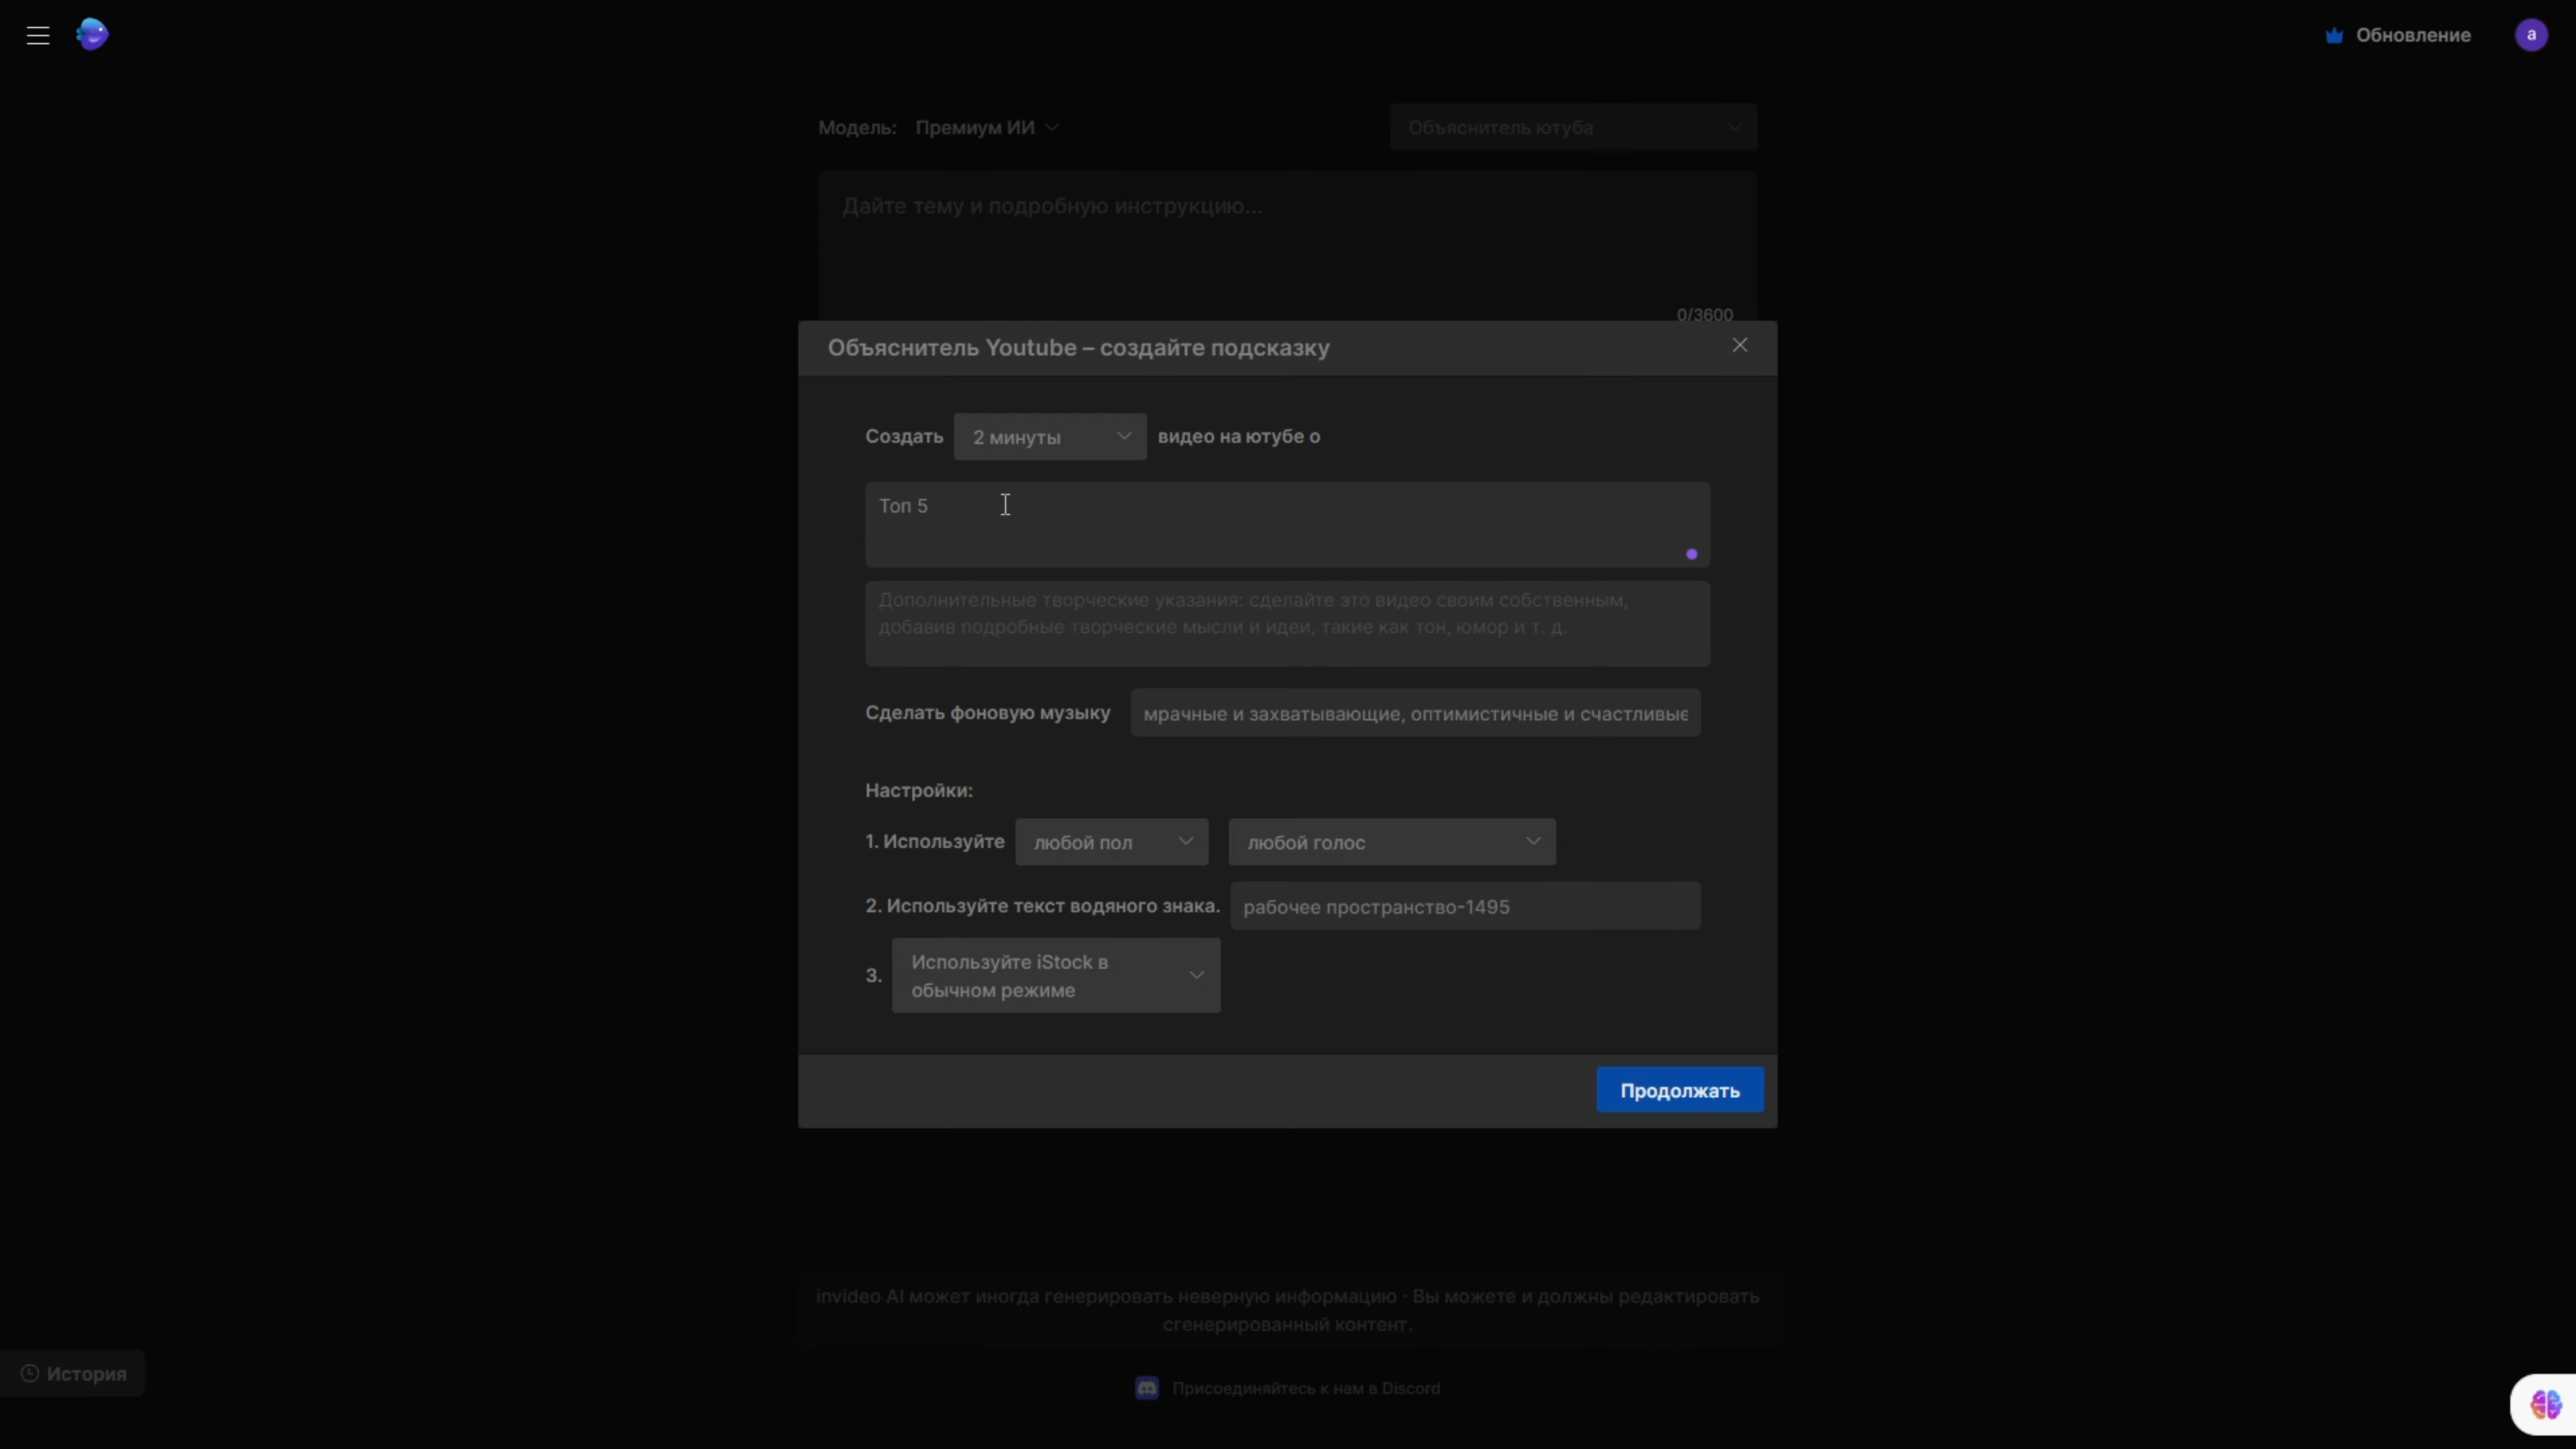 Обновление
a
Модель: Премиум ИИ
Объяснитель ютуба
Дайте тему и подробную инструкцию...
0/3600
Объяснитель Youtube – создайте подсказку
Создать 2 минуты видео на ютубе о
Топ 5
Дополнительные творческие указания: сделайте это видео своим собственным,
добавив подробные творческие мысли и идеи, такие как тон, юмор и т. д.
Сделать фоновую музыку мрачные и захватывающие, оптимистичные и счастливые
Настройки:
1. Используйте любой пол любой голос
2. Используйте текст водяного знака. рабочее пространство-1495
3. Используйте iStock в
обычном режиме
Продолжать
invideo AI может иногда генерировать неверную информацию · Вы можете и должны редактировать
сгенерированный контент.
История
Присоединяйтесь к нам в Discord